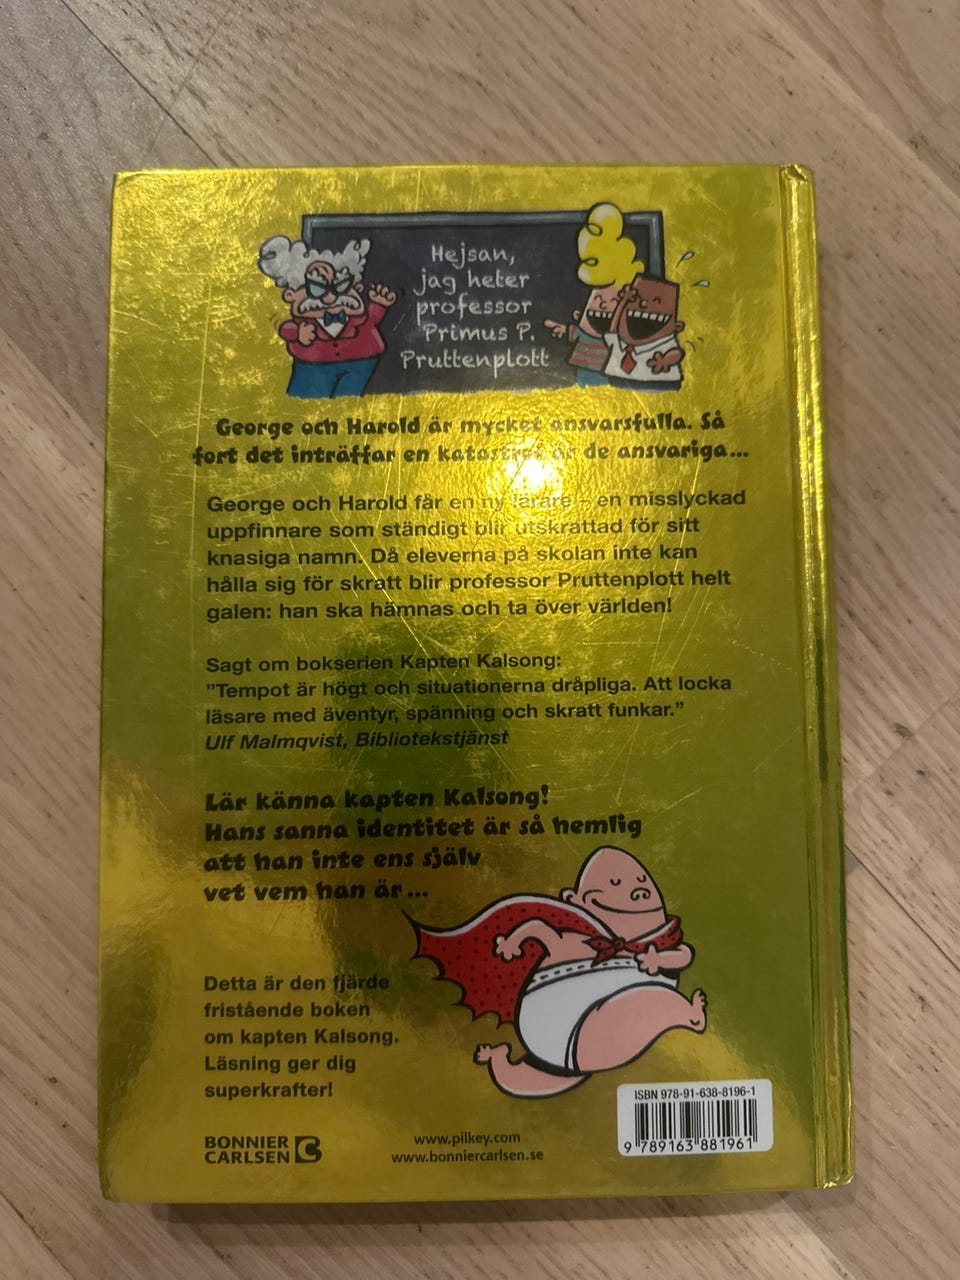 Hejsan,
jag heter
professor
Primus P.
Pruttenplott
George och Harold är mycket ansvarsfulla. Så
fort det inträffar en katastrof är de ansvariga...
George och Harold får en ny lärare – en misslyckad
uppfinnare som ständigt blir utskrattad för sitt
knasiga namn. Då eleverna på skolan inte kan
hålla sig för skratt blir professor Pruttenplott helt
galen: han ska hämnas och ta över världen!
Sagt om bokserien Kapten Kalsong:
”Tempot är högt och situationerna dråpliga. Att locka
läsare med äventyr, spänning och skratt funkar.”
Ulf Malmqvist, Bibliotekstjänst
Lär känna kapten Kalsong!
Hans sanna identitet är så hemlig
att han inte ens själv
vet vem han är...
Detta är den fjärde
fristående boken
om kapten Kalsong.
Läsning ger dig
superkrafter!
BONNIER
CARLSEN
www.pilkey.com
www.bonniercarlsen.se
ISBN 978-91-638-8196-1
9 789163 881961